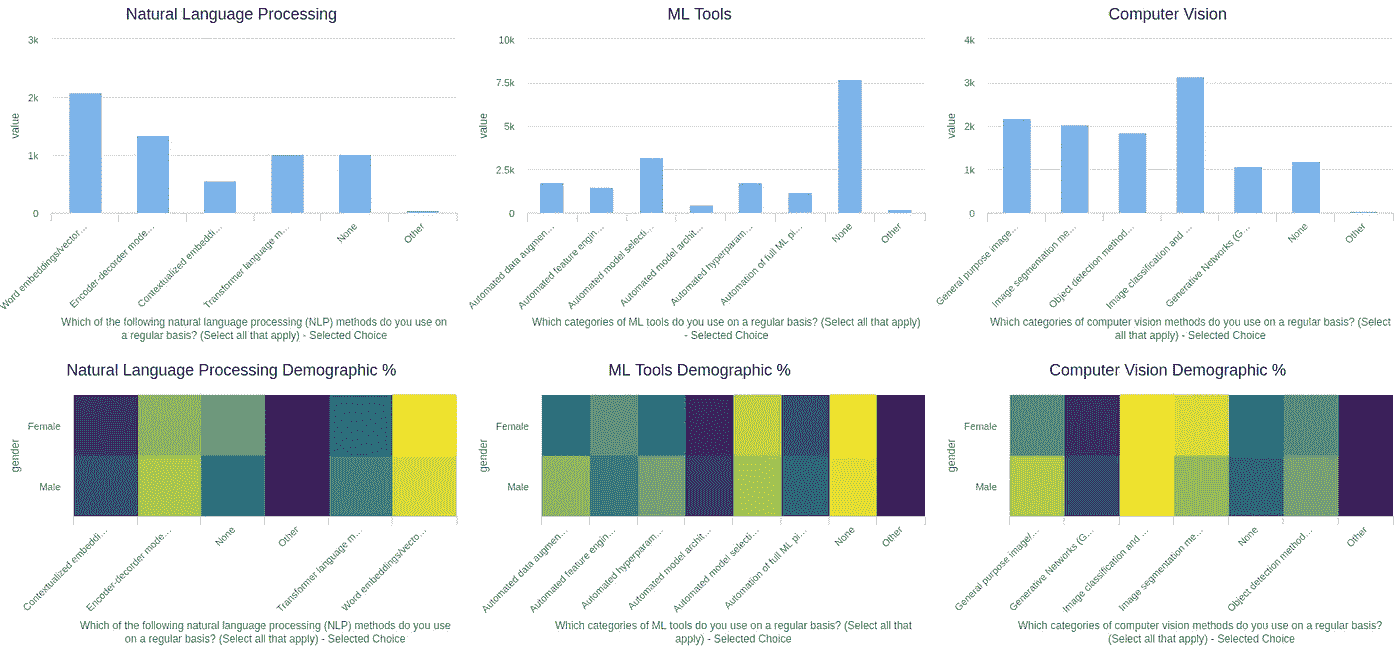 Natural Language Processing
3k
2k
1k
0
value
Word embeddings/vector...
Encoder-decorder mode...
Contextualized embeddi...
Transformer language m...
None
Other
Which of the following natural language processing (NLP) methods do you use on
a regular basis? (Select all that apply) - Selected Choice
ML Tools
10k
7.5k
5k
2.5k
0
value
Automated data augmen...
Automated feature engin...
Automated model selecti...
Automated model archit...
Automated hyperparam...
Automation of full ML pi...
None
Other
Which categories of ML tools do you use on a regular basis? (Select all that apply)
- Selected Choice
Computer Vision
4k
3k
2k
1k
0
value
General purpose image...
Image segmentation me...
Object detection method...
Image classification and ...
Generative Networks (G...
None
Other
Which categories of computer vision methods do you use on a regular basis? (Select
all that apply) - Selected Choice
Natural Language Processing Demographic %
gender
Female
Male
Contextualized embeddi...
Encoder-decorder mode...
None
Other
Transformer language m...
Word embeddings/vecto...
Which of the following natural language processing (NLP) methods do you use
on a regular basis? (Select all that apply) - Selected Choice
ML Tools Demographic %
gender
Female
Male
Automated data augmen...
Automated feature engin...
Automated hyperparam...
Automated model archit...
Automated model selecti...
Automation of full ML pi...
None
Other
Which categories of ML tools do you use on a regular basis? (Select all that
apply) - Selected Choice
Computer Vision Demographic %
gender
Female
Male
General purpose image/...
Generative Networks (G...
Image classification and ...
Image segmentation me...
None
Object detection method...
Other
Which categories of computer vision methods do you use on a regular basis?
(Select all that apply) - Selected Choice